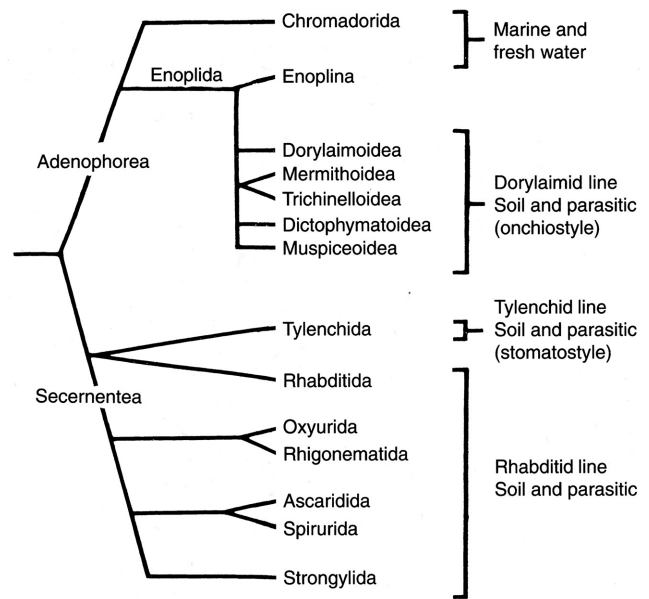 Chromadorida
Marine and
fresh water
Enoplida
Enoplina
Adenophorea
Dorylaimoidea
Mermithoidea
Trichinelloidea
Dictophymatoidea
Muspiceoidea
Dorylaimid line
Soil and parasitic
(onchiostyle)
Tylenchida
Tylenchid line
Soil and parasitic
(stomatostyle)
Rhabditida
Secernentea
Oxyurida
Rhigonematida
Ascaridida
Spirurida
Strongylida
Rhabditid line
Soil and parasitic